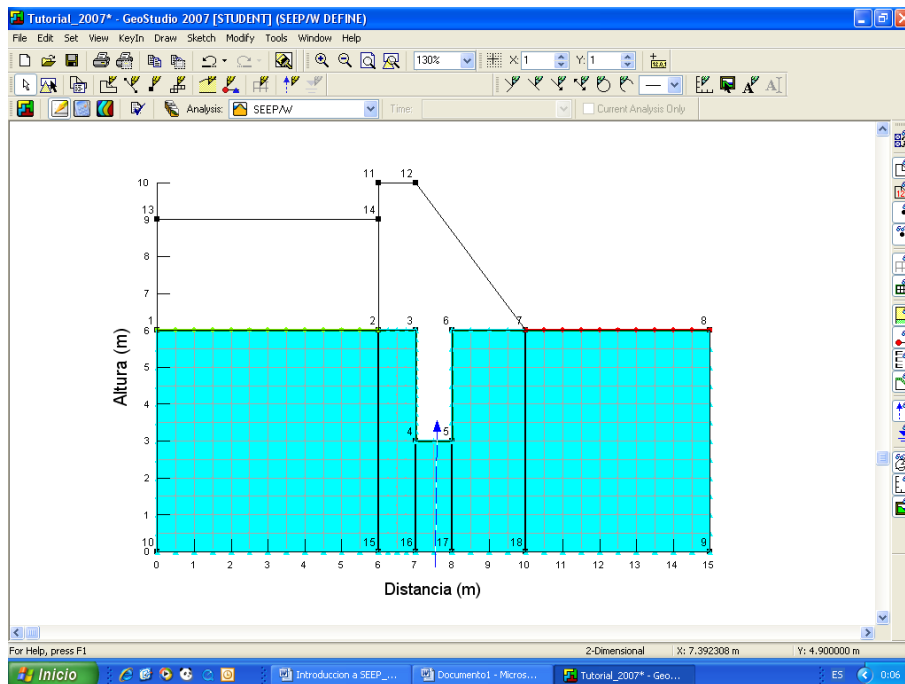 Tutorial_2007* - GeoStudio 2007 [STUDENT] (SEEP/W DEFINE)
File Edit Set View KeyIn Draw Sketch Modify Tools Window Help
130% X: 1 Y: 1
Analysis: SEEP/W Time: Current Analysis Only
11 12
10
13 14
9
8
7
1 2 3 6 7 8
6
5
4
4 5
3
2
1
10 15 16 17 18 9
0
0 1 2 3 4 5 6 7 8 9 10 11 12 13 14 15
Altura (m)
Distancia (m)
For Help, press F1 2-Dimensional X: 7.392308 m Y: 4.900000 m
Inicio Introduccion a SEEP_... Documento1 - Micros... Tutorial_2007* - Geo... ES 0:06